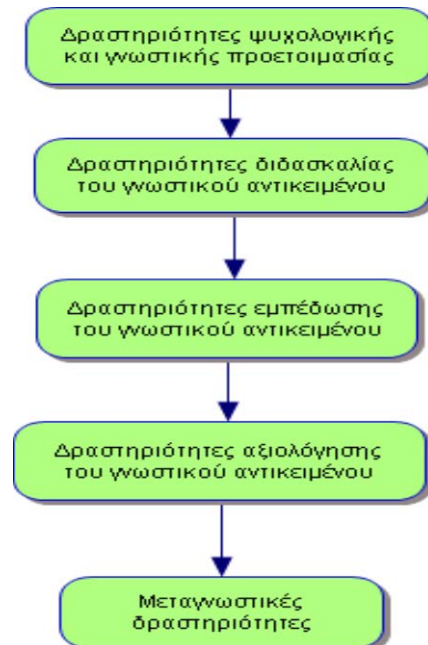 Δραστηριότητες ψυχολογικής
και γνωστικής προετοιμασίας
Δραστηριότητες διδασκαλίας
του γνωστικού αντικειμένου
Δραστηριότητες εμπέδωσης
του γνωστικού αντικειμένου
Δραστηριότητες αξιολόγησης
του γνωστικού αντικειμένου
Μεταγνωστικές
δραστηριότητες